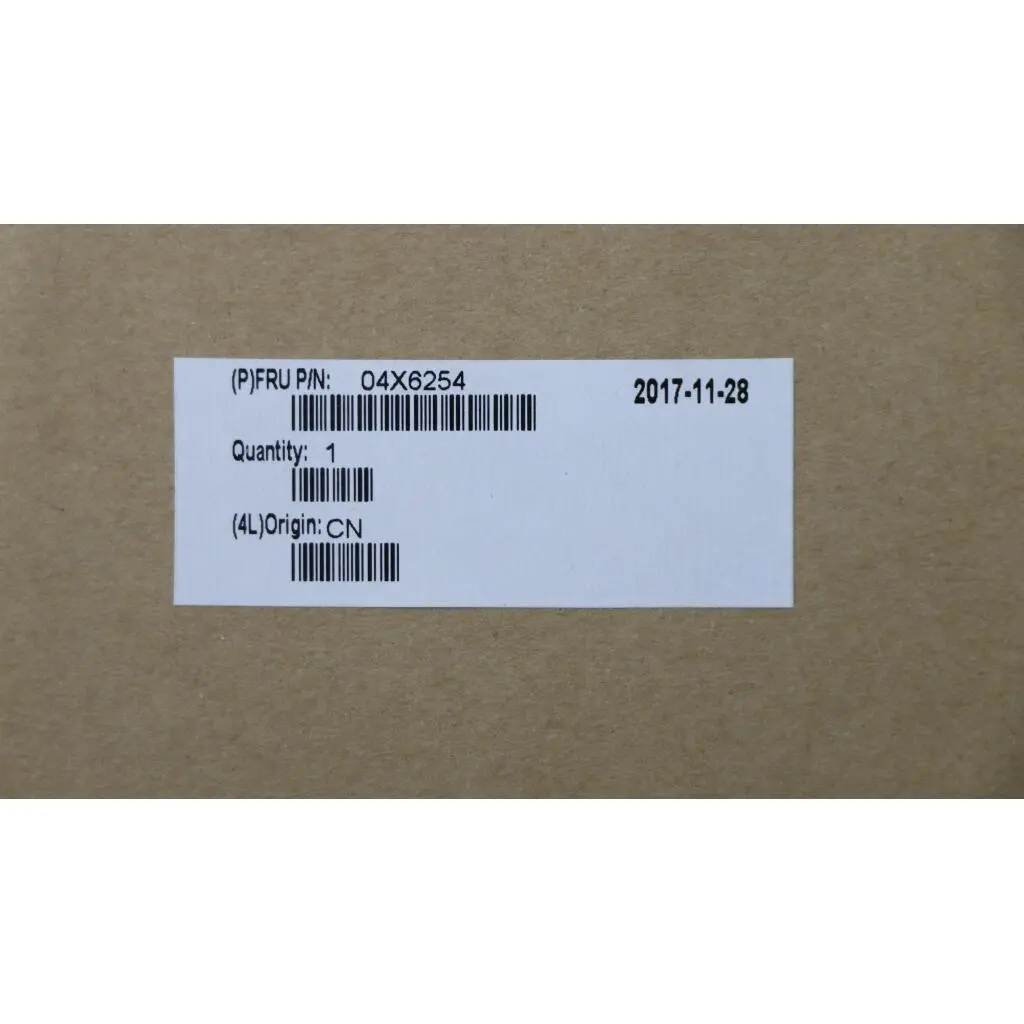 (P)FRU P/N: 04X6254
2017-11-28
Quantity: 1
(4L)Origin: CN